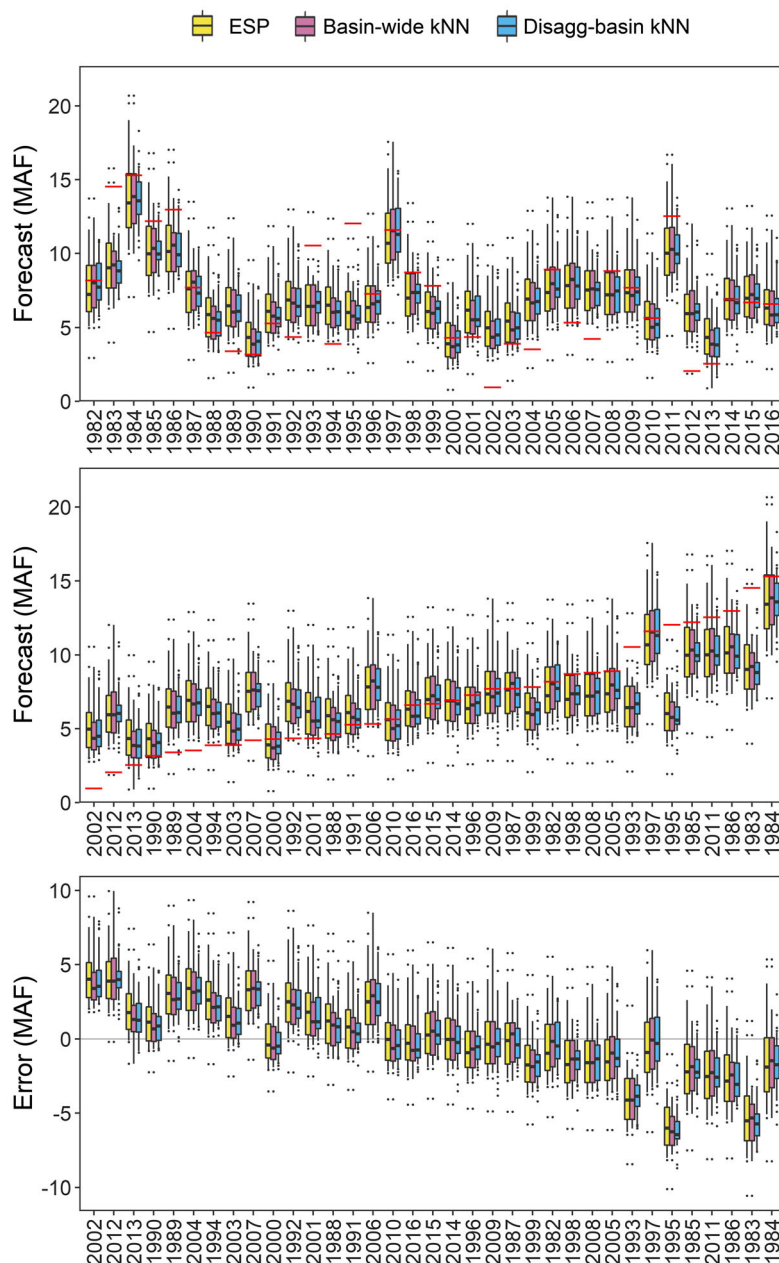 ESP Basin-wide kNN Disagg-basin kNN
Forecast (MAF)
20
15
10
5
0
1982 1983 1984 1985 1986 1987 1988 1989 1990 1991 1992 1993 1994 1995 1996 1997 1998 1999 2000 2001 2002 2003 2004 2005 2006 2007 2008 2009 2010 2011 2012 2013 2014 2015 2016
Forecast (MAF)
20
15
10
5
0
2002 2012 2013 1990 1989 2004 1994 2003 2007 2000 1992 2001 1988 1991 2006 2010 2016 2015 2014 1996 2009 1987 1999 1982 1998 2008 2005 1993 1997 1995 1985 2011 1986 1983 1984
Error (MAF)
10
5
0
-5
-10
2002 2012 2013 1990 1989 2004 1994 2003 2007 2000 1992 2001 1988 1991 2006 2010 2016 2015 2014 1996 2009 1987 1999 1982 1998 2008 2005 1993 1997 1995 1985 2011 1986 1983 1984